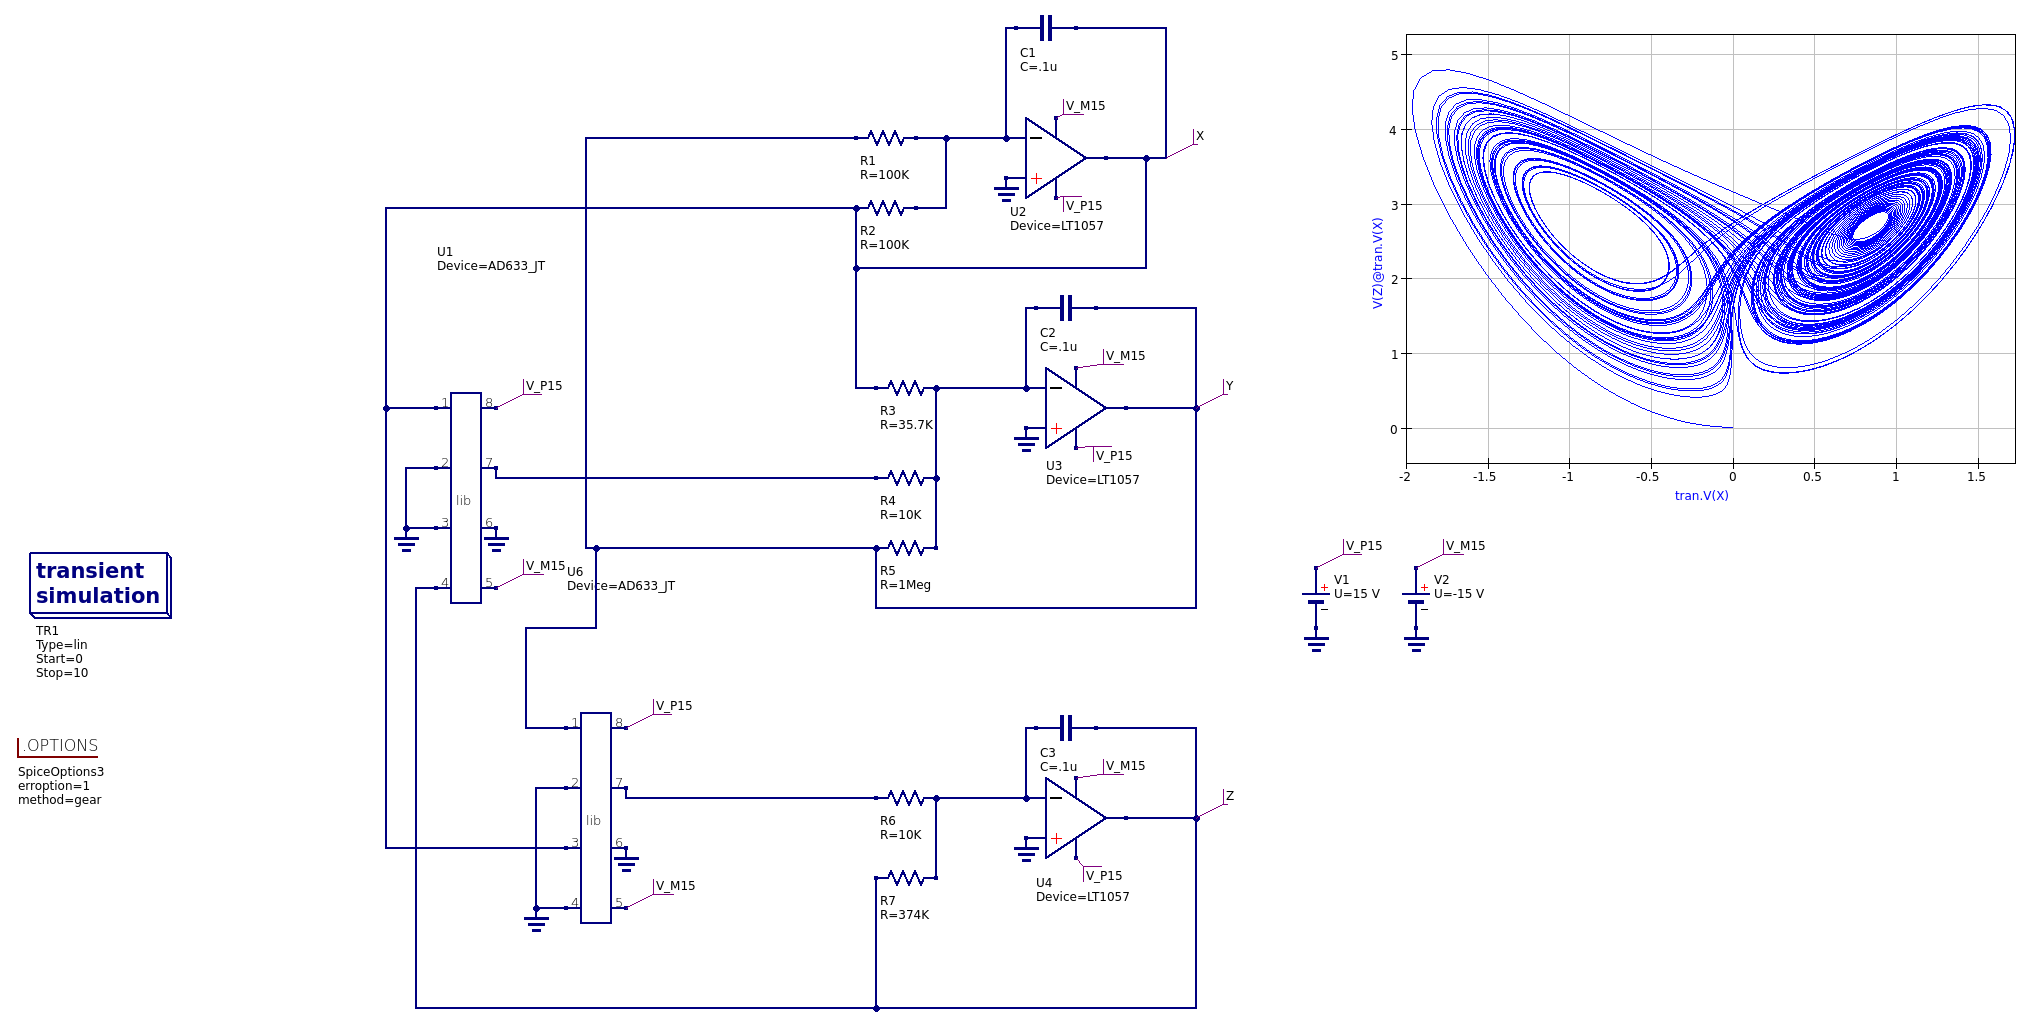 C1
C=.1u
V_M15
X
R1
R=100K
−
+
V_P15
U2
Device=LT1057
R2
R=100K
U1
Device=AD633_JT
C2
C=.1u
V_M15
Y
R3
R=35.7K
−
+
V_P15
U3
Device=LT1057
V_P15
1
8
2
7
lib
3
6
4
5
V_M15
R4
R=10K
R5
R=1Meg
U6
Device=AD633_JT
transient
simulation
TR1
Type=lin
Start=0
Stop=10
.OPTIONS
SpiceOptions3
erroption=1
method=gear
V_P15
1
8
2
7
lib
3
6
4
5
V_M15
C3
C=.1u
V_M15
Z
R6
R=10K
−
+
V_P15
U4
Device=LT1057
R7
R=374K
5
4
3
2
1
0
V(Z)@tran.V(X)
-2 -1.5 -1 -0.5 0 0.5 1 1.5
tran.V(X)
V_P15
+
V1
U=15 V
−
V_M15
+
V2
U=-15 V
−